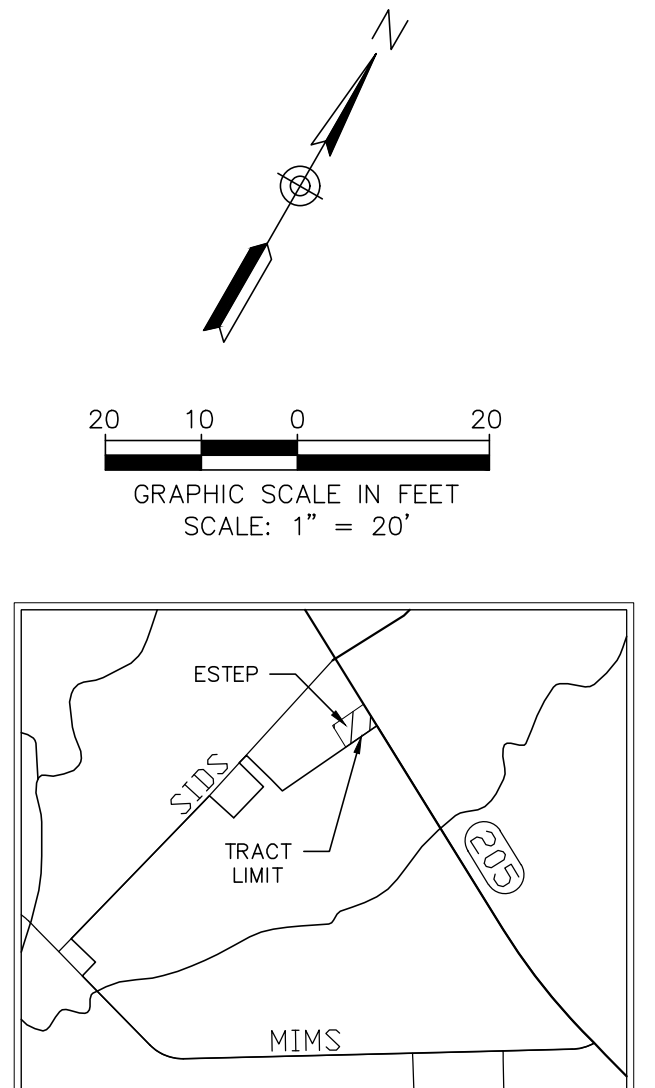 N
20 10 0 20
GRAPHIC SCALE IN FEET
SCALE: 1" = 20'
ESTEP
SIDS
TRACT
LIMIT
205
MIMS